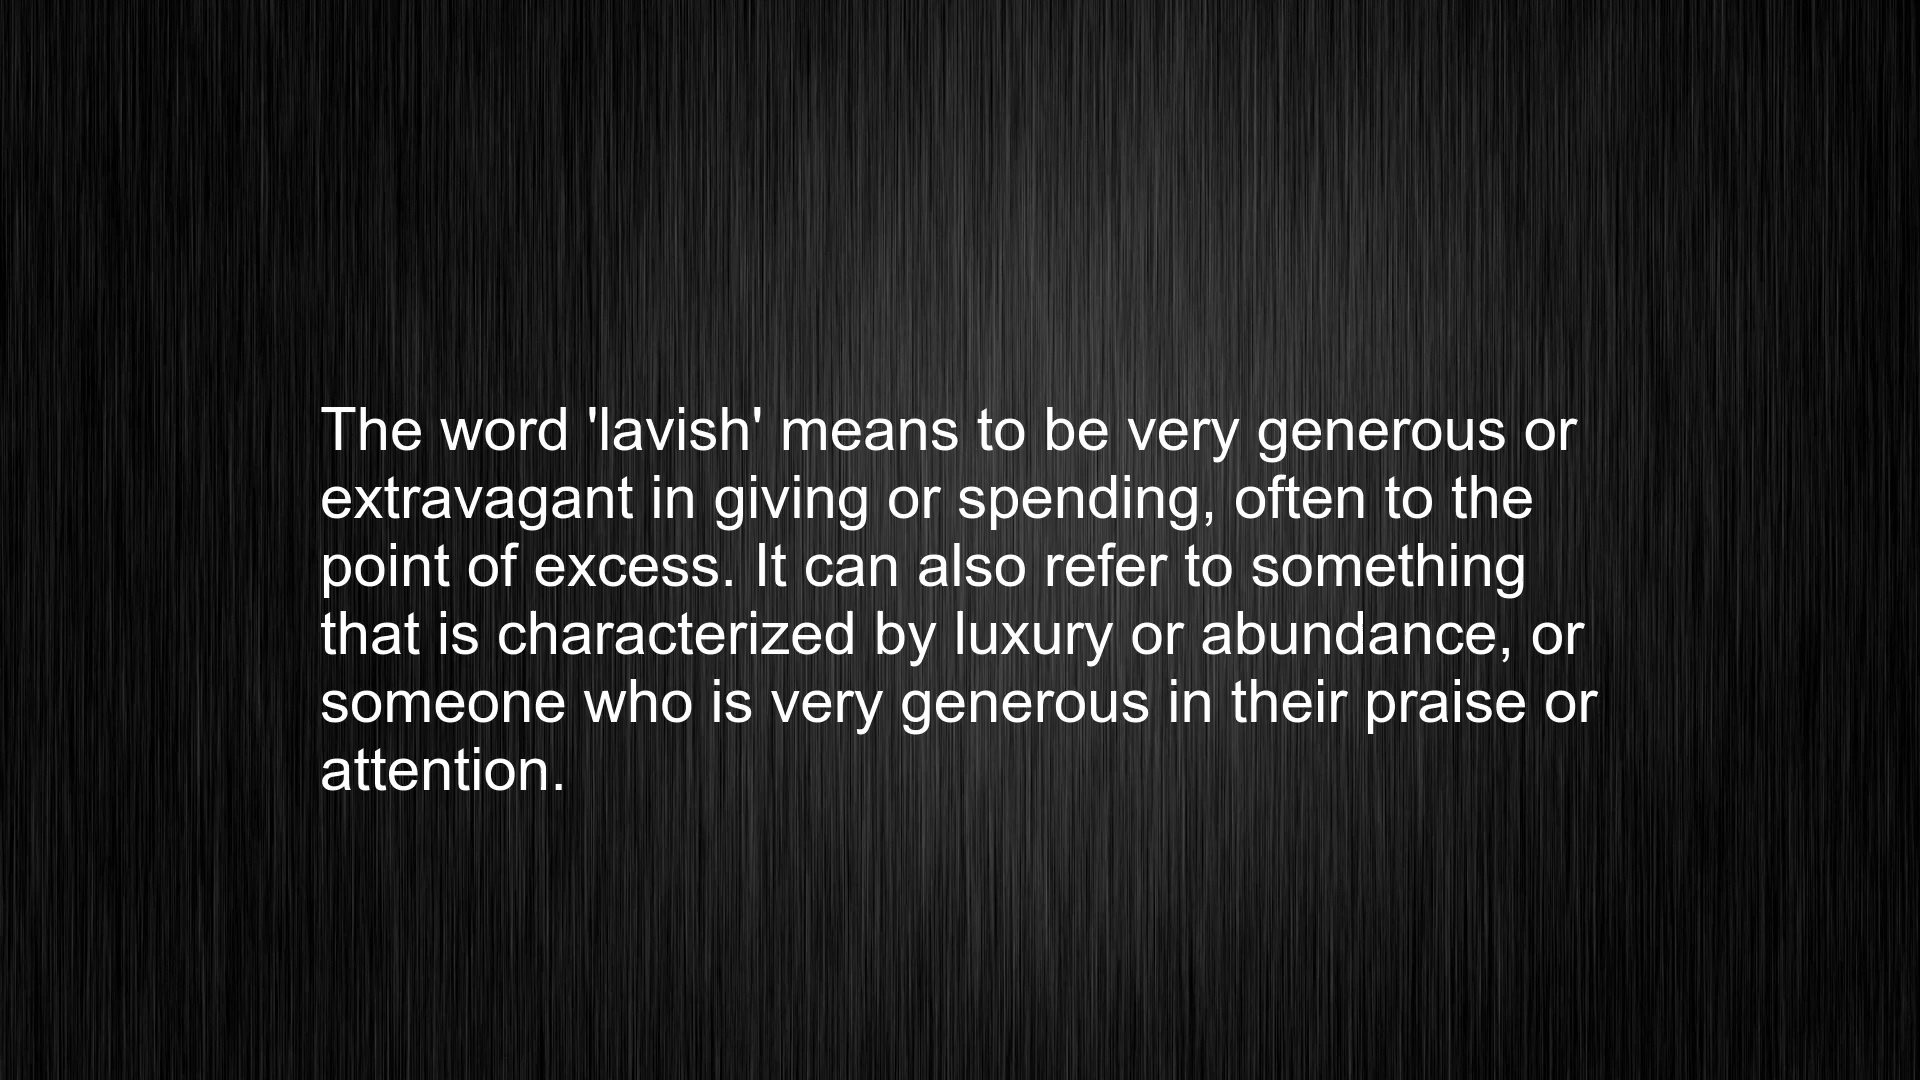 The word 'lavish' means to be very generous or
extravagant in giving or spending, often to the
point of excess. It can also refer to something
that is characterized by luxury or abundance, or
someone who is very generous in their praise or
attention.